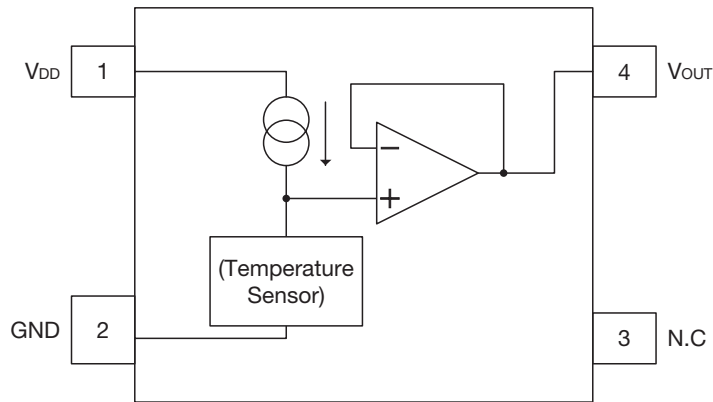 VDD 1
4 VOUT
−
+
(Temperature
Sensor)
GND 2
3 N.C